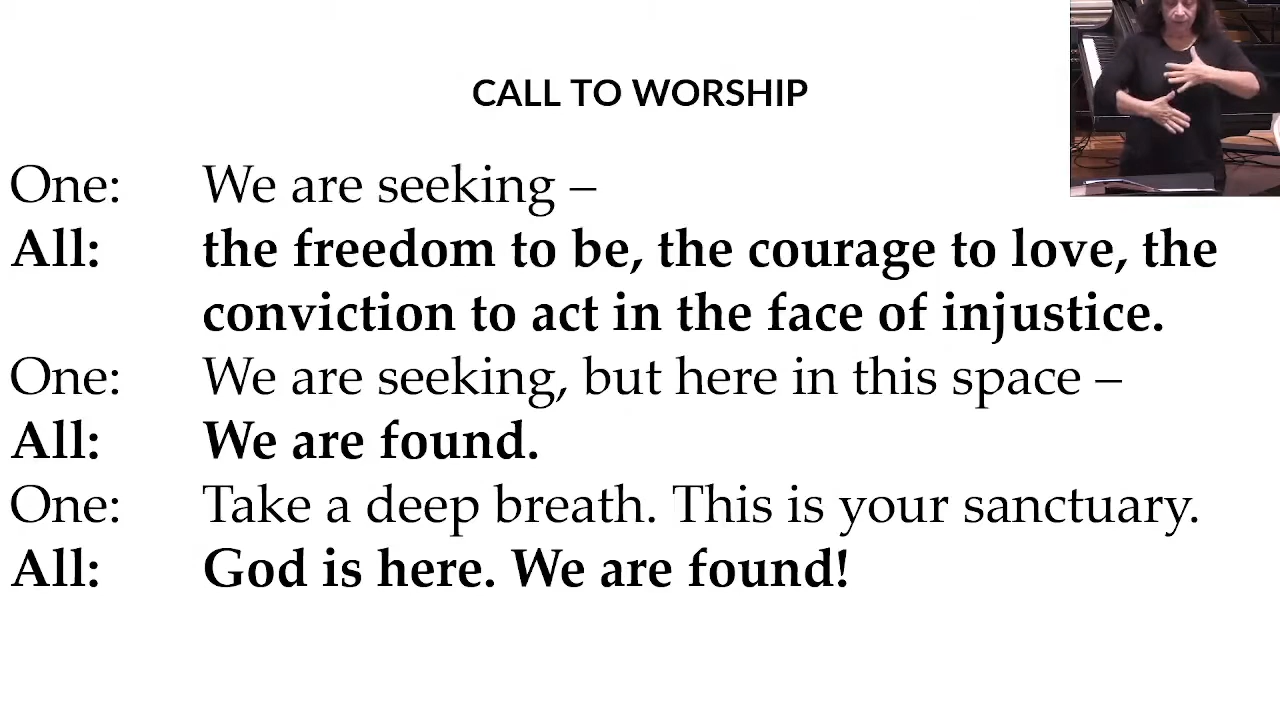 CALL TO WORSHIP
One: We are seeking –
All: the freedom to be, the courage to love, the
conviction to act in the face of injustice.
One: We are seeking, but here in this space –
All: We are found.
One: Take a deep breath. This is your sanctuary.
All: God is here. We are found!